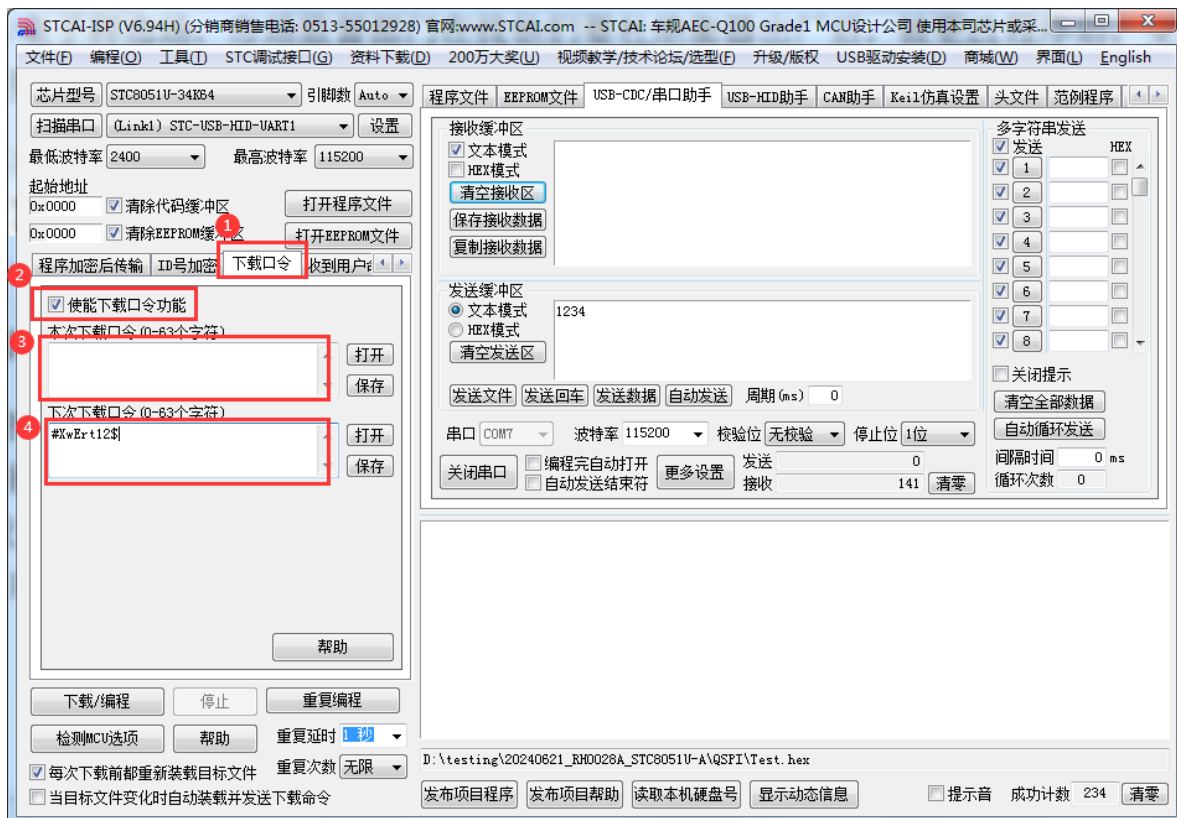 STCAI-ISP (V6.94H) (分销商销售电话: 0513-55012928) 官网:www.STCAI.com -- STCAI: 车规AEC-Q100 Grade1 MCU设计公司 使用本司芯片或采...
文件(F) 编程(O) 工具(T) STC调试接口(G) 资料下载(D) 200万大奖(U) 视频教学/技术论坛/选型(E) 升级/版权 USB驱动安装(D) 商城(W) 界面(L) English
芯片型号 STC8051U-34K64 引脚数 Auto
扫描串口 (Link1) STC-USB-HID-UART1 设置
最低波特率 2400 最高波特率 115200
起始地址
0x0000 清除代码缓冲区 打开程序文件
0x0000 清除EEPROM缓 区 打开EEPROM文件
1
程序加密后传输 ID号加密 下载口令 收到用户
2
使能下载口令功能
本次下载口令(0-63个字符)
3
打开
保存
下次下载口令(0-63个字符)
4
#XwErt12$
打开
保存
帮助
下载/编程 停止 重复编程
检测MCU选项 帮助 重复延时 1 秒
每次下载前都重新装载目标文件 重复次数 无限
当目标文件变化时自动装载并发送下载命令
程序文件 EEPROM文件 USB-CDC/串口助手 USB-HID助手 CAN助手 Keil仿真设置 头文件 范例程序
接收缓冲区
文本模式
HEX模式
清空接收区
保存接收数据
复制接收数据
发送缓冲区
文本模式 1234
HEX模式
清空发送区
发送文件 发送回车 发送数据 自动发送 周期(ms) 0
串口 COM7 波特率 115200 校验位 无校验 停止位 1位
关闭串口 编程完自动打开 更多设置 发送 0
自动发送结束符 接收 141 清零
多字符串发送
发送 HEX
1
2
3
4
5
6
7
8
关闭提示
清空全部数据
自动循环发送
间隔时间 0 ms
循环次数 0
D:\testing\20240621_RH0028A_STC8051U-A\QSPI\Test.hex
发布项目程序 发布项目帮助 读取本机硬盘号 显示动态信息 提示音 成功计数 234 清零